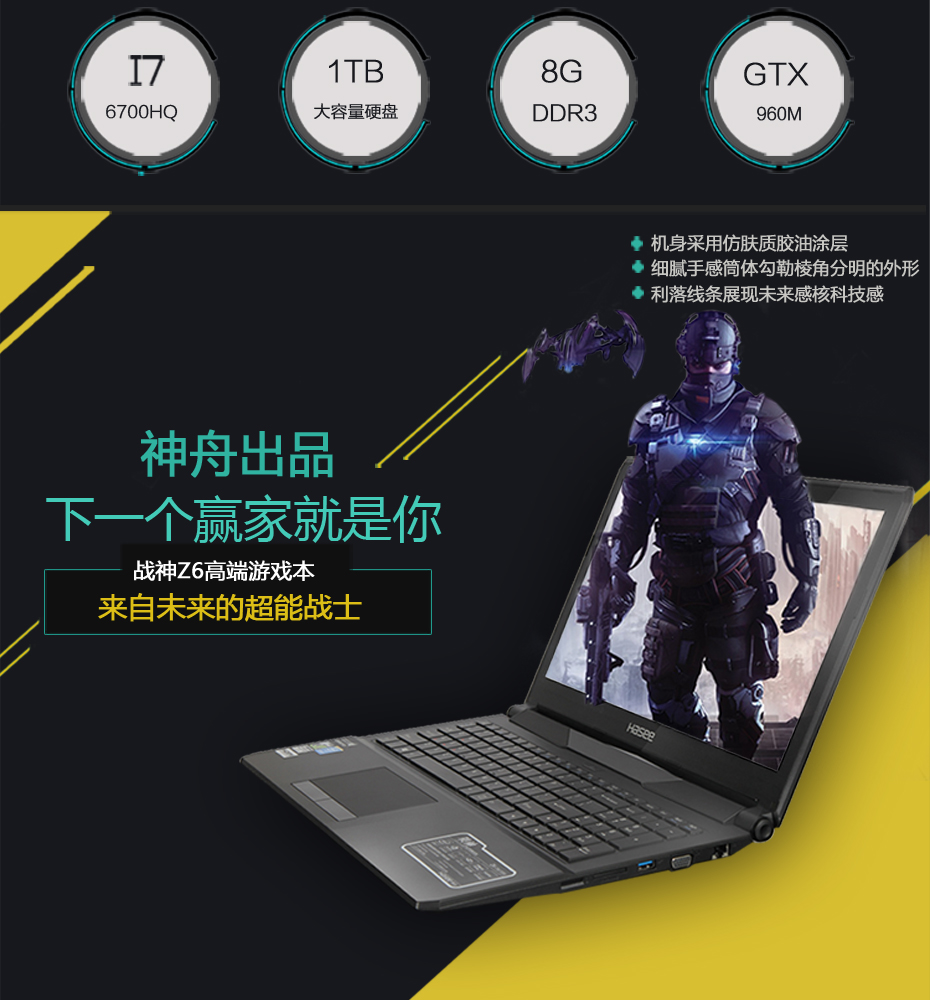 I7
6700HQ
1TB
大容量硬盘
8G
DDR3
GTX
960M
机身采用仿肤质胶油涂层
细腻手感筒体勾勒棱角分明的外形
利落线条展现未来感核科技感
神舟出品
下一个赢家就是你
战神Z6高端游戏本
来自未来的超能战士
Hasee